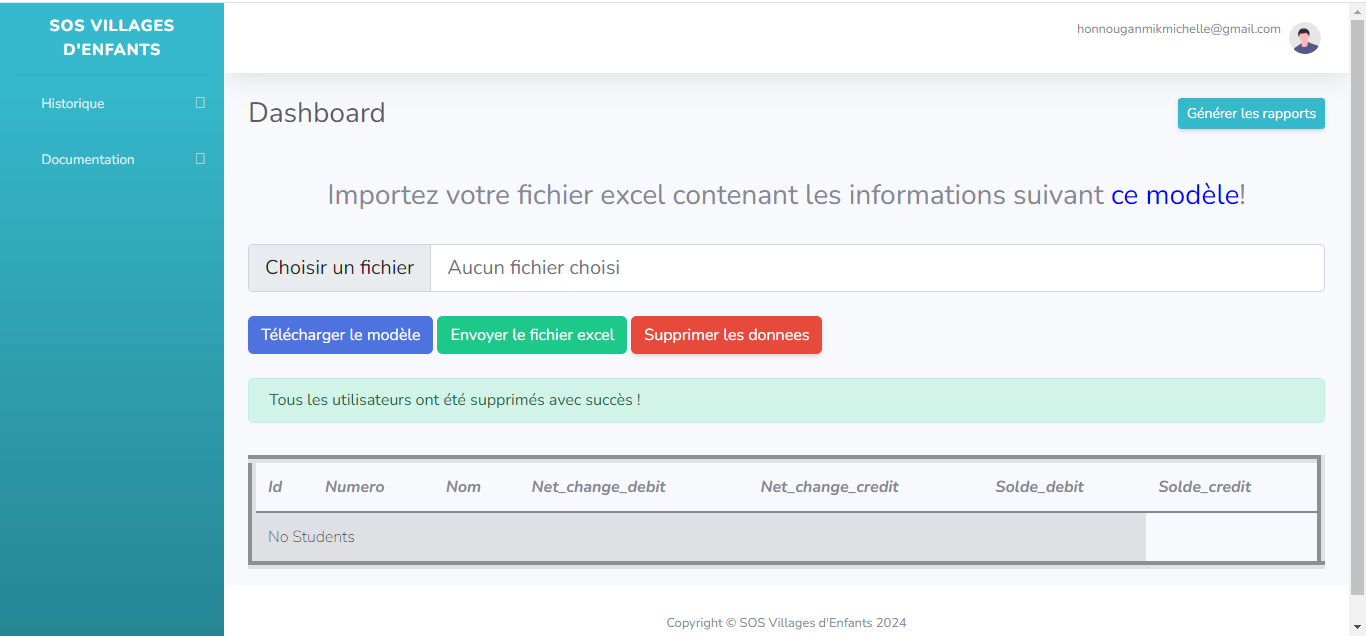 SOS VILLAGES
D'ENFANTS
honnouganmikmichelle@gmail.com
Historique
Documentation
Dashboard
Générer les rapports
Importez votre fichier excel contenant les informations suivant ce modèle!
Choisir un fichier Aucun fichier choisi
Télécharger le modèle Envoyer le fichier excel Supprimer les donnees
Tous les utilisateurs ont été supprimés avec succès !
Id Numero Nom Net_change_debit Net_change_credit Solde_debit Solde_credit
No Students
Copyright © SOS Villages d'Enfants 2024